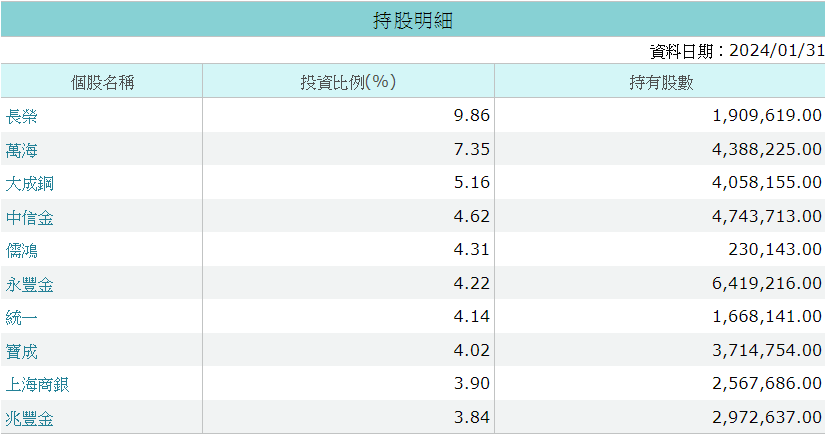 持股明細
資料日期：2024/01/31
個股名稱 投資比例(%) 持有股數
長榮 9.86 1,909,619.00
萬海 7.35 4,388,225.00
大成鋼 5.16 4,058,155.00
中信金 4.62 4,743,713.00
儒鴻 4.31 230,143.00
永豐金 4.22 6,419,216.00
統一 4.14 1,668,141.00
寶成 4.02 3,714,754.00
上海商銀 3.90 2,567,686.00
兆豐金 3.84 2,972,637.00